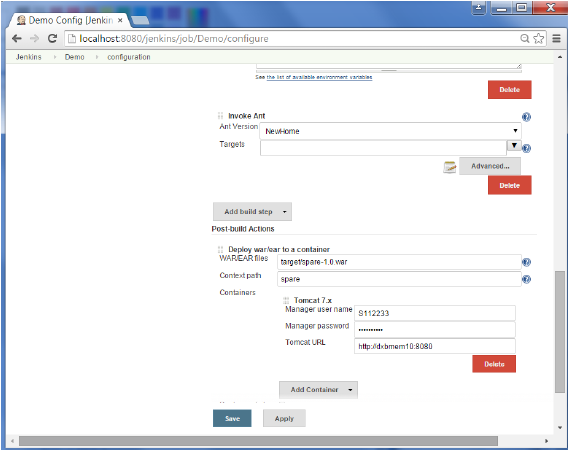 Demo Config [Jenkins
localhost:8080/jenkins/job/Demo/configure
Jenkins Demo configuration
See the list of available environment variables
Delete
Invoke Ant
Ant Version NewHome
Targets
Advanced...
Delete
Add build step
Post-build Actions
Deploy war/ear to a container
WAR/EAR files target/spare-1.0.war
Context path spare
Containers
Tomcat 7.x
Manager user name S112233
Manager password ••••••••••
Tomcat URL http://dxbmem10:8080
Delete
Add Container
Save Apply